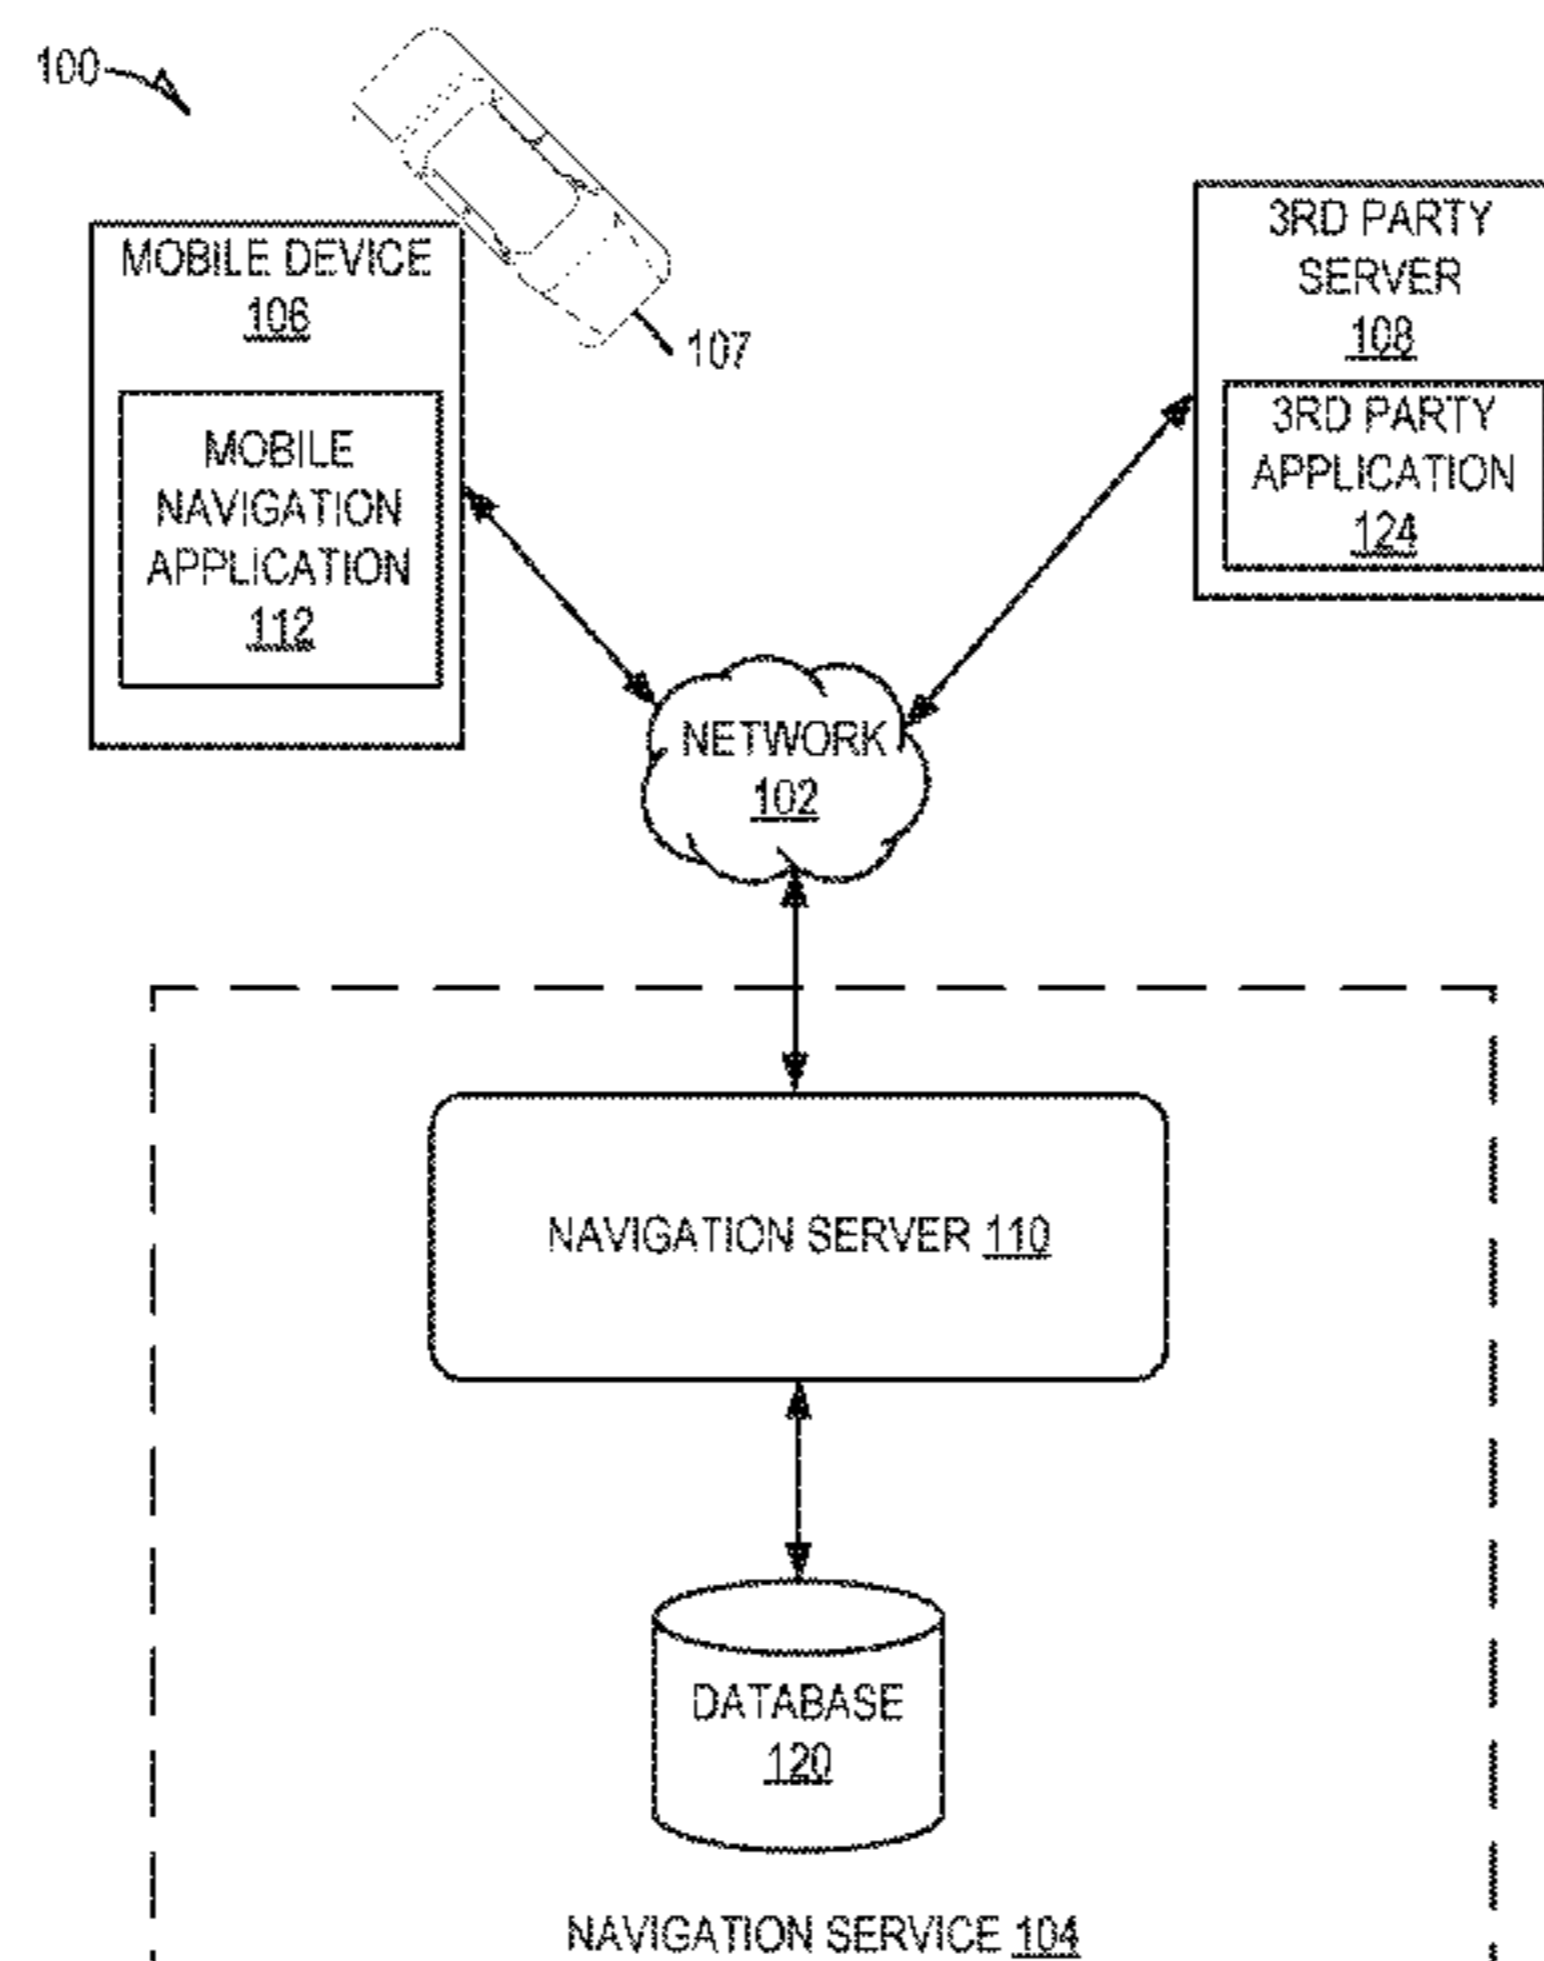 100
MOBILE DEVICE
106
107
MOBILE
NAVIGATION
APPLICATION
112
3RD PARTY
SERVER
108
3RD PARTY
APPLICATION
124
NETWORK
102
NAVIGATION SERVER 110
DATABASE
120
NAVIGATION SERVICE 104